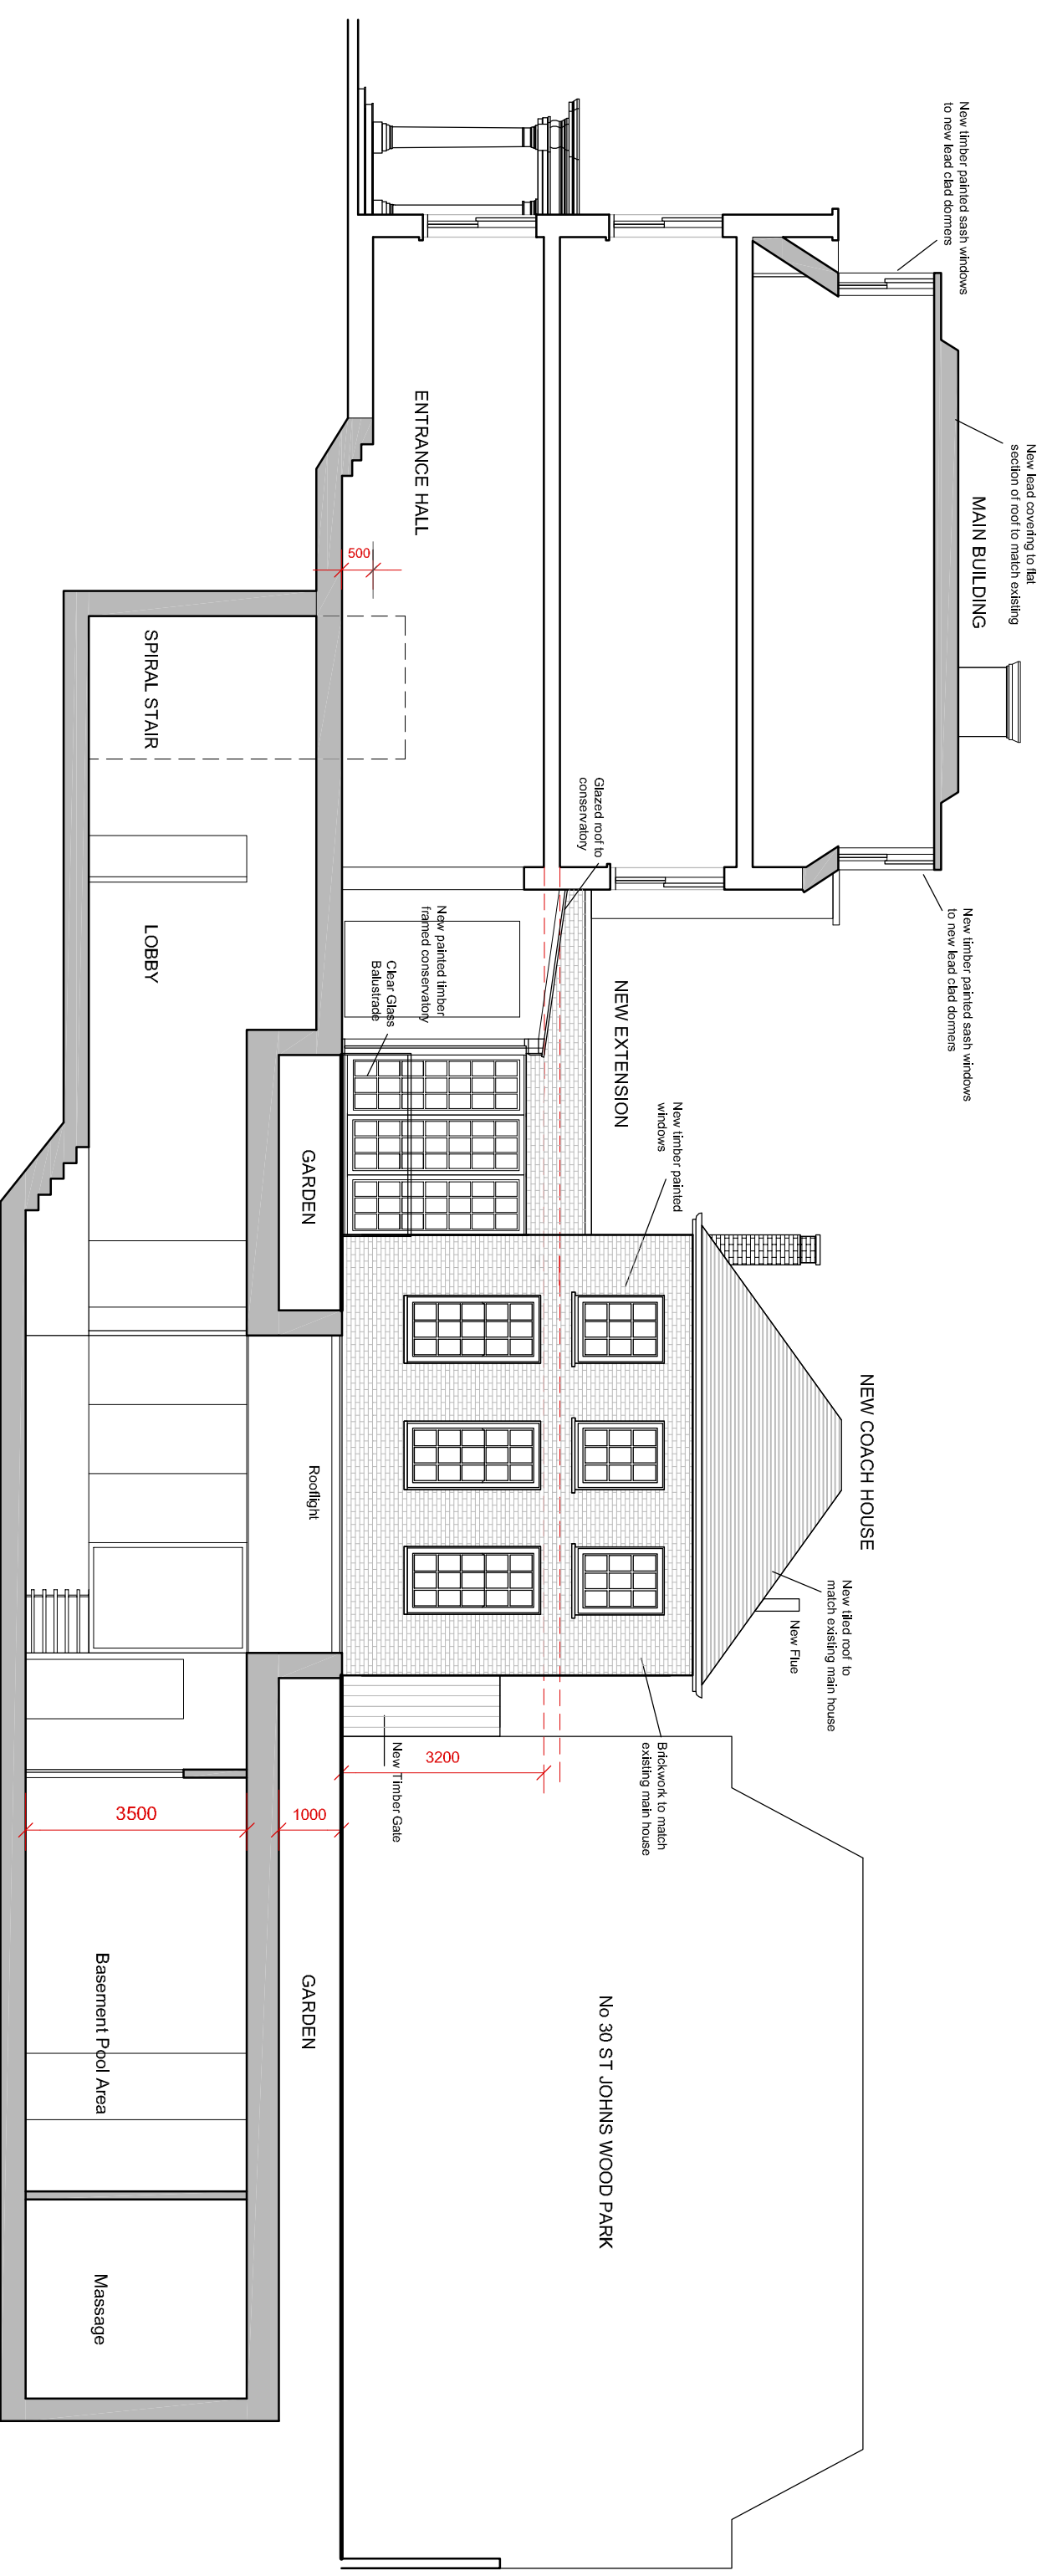 New timber painted sash windows
to new lead clad dormers
New lead covering to flat
section of roof to match existing
MAIN BUILDING
New timber painted sash windows
to new lead clad dormers
NEW COACH HOUSE
New tiled roof to
match existing main house
New Flue
NEW EXTENSION
New timber painted
windows
Glazed roof to
conservatory
Brickwork to match
existing main house
No 30 ST JOHNS WOOD PARK
ENTRANCE HALL
500
New painted timber
framed conservatory
Clear Glass
Balustrade
3200
New Timber Gate
GARDEN
Rooflight
1000
GARDEN
SPIRAL STAIR
LOBBY
3500
Basement Pool Area
Massage